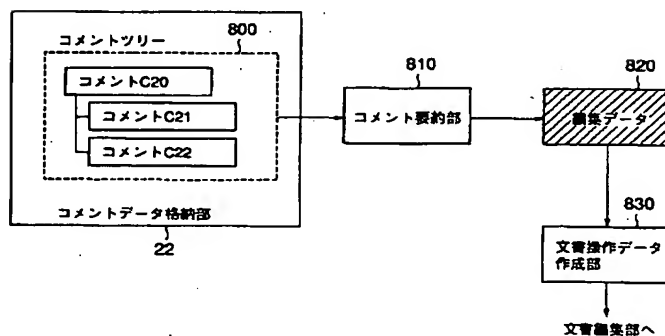 コメントツリー
800
コメントC20
コメントC21
コメントC22
コメントデータ格納部
22
810
コメント要約部
820
編集データ
830
文書操作データ
作成部
文書編集部へ